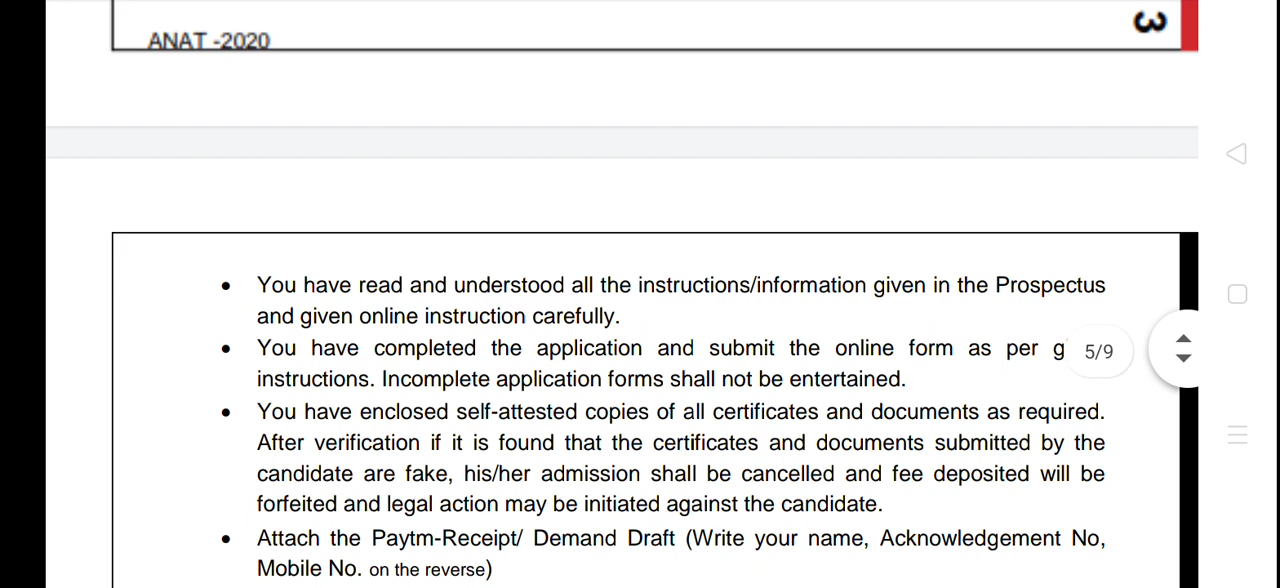 ANAT -2020
3
• You have read and understood all the instructions/information given in the Prospectus
and given online instruction carefully.
• You have completed the application and submit the online form as per g
5/9
instructions. Incomplete application forms shall not be entertained.
• You have enclosed self-attested copies of all certificates and documents as required.
After verification if it is found that the certificates and documents submitted by the
candidate are fake, his/her admission shall be cancelled and fee deposited will be
forfeited and legal action may be initiated against the candidate.
• Attach the Paytm-Receipt/ Demand Draft (Write your name, Acknowledgement No,
Mobile No. on the reverse)